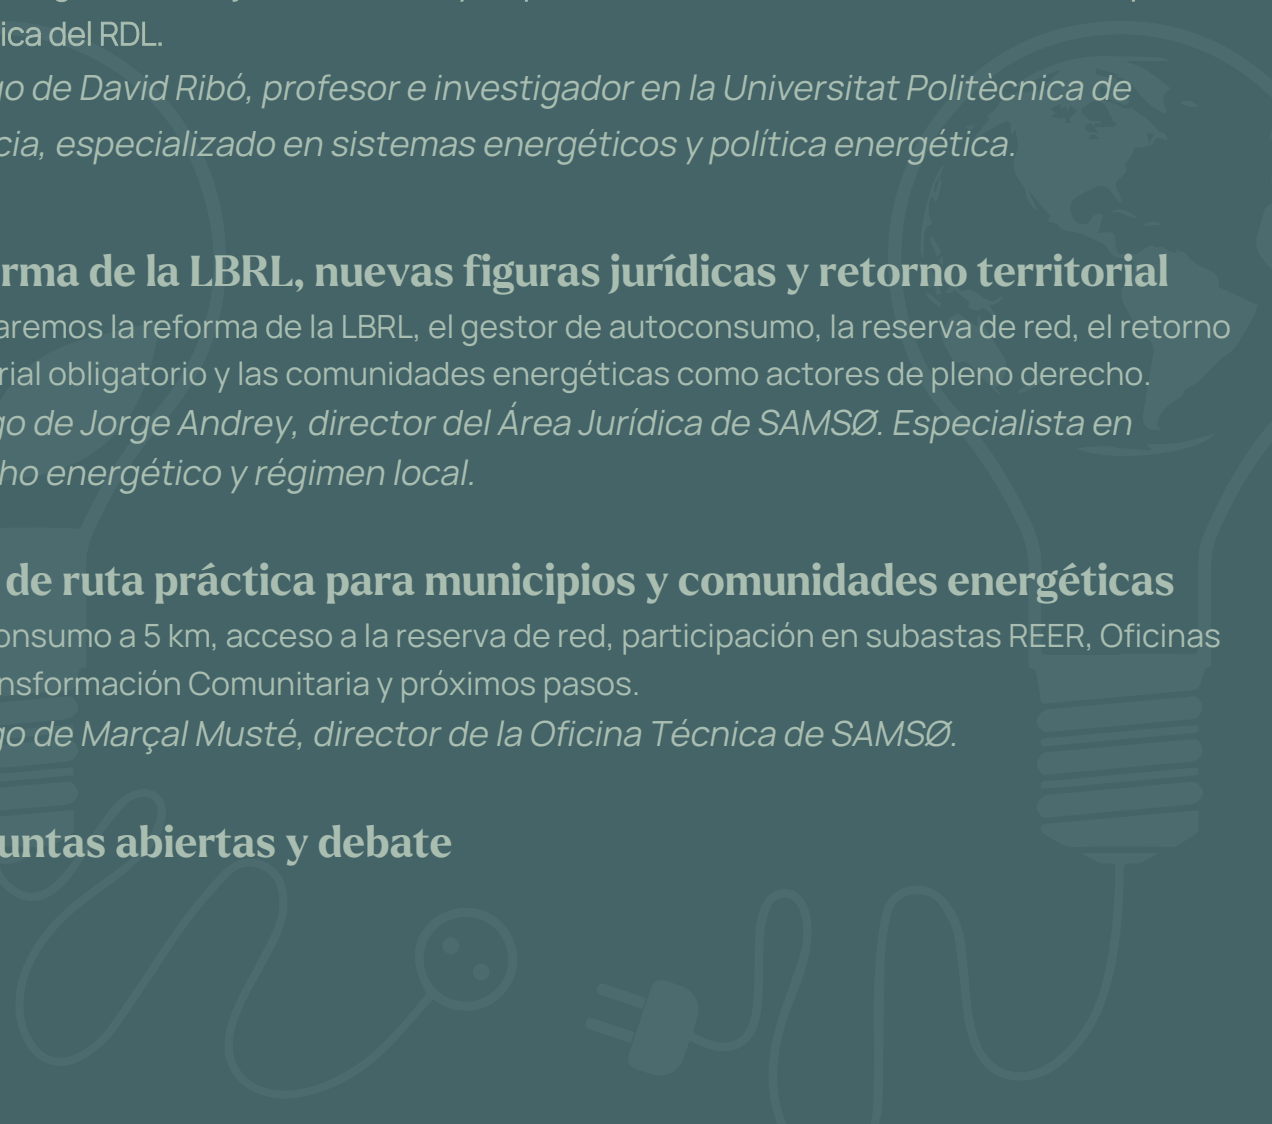 ica del RDL.
go de David Ribó, profesor e investigador en la Universitat Politècnica de
cia, especializado en sistemas energéticos y política energética.
rma de la LBRL, nuevas figuras jurídicas y retorno territorial
aremos la reforma de la LBRL, el gestor de autoconsumo, la reserva de red, el retorno
rial obligatorio y las comunidades energéticas como actores de pleno derecho.
go de Jorge Andrey, director del Área Jurídica de SAMSØ. Especialista en
ho energético y régimen local.
de ruta práctica para municipios y comunidades energéticas
onsumo a 5 km, acceso a la reserva de red, participación en subastas REER, Oficinas
nsformación Comunitaria y próximos pasos.
go de Marçal Musté, director de la Oficina Técnica de SAMSØ.
untas abiertas y debate